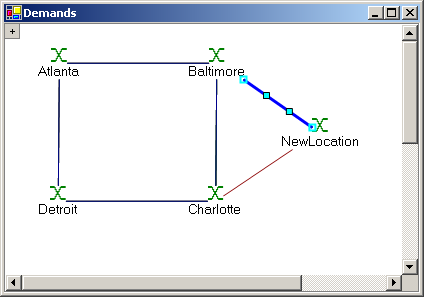 Demands
+
Atlanta
Baltimore
NewLocation
Detroit
Charlotte